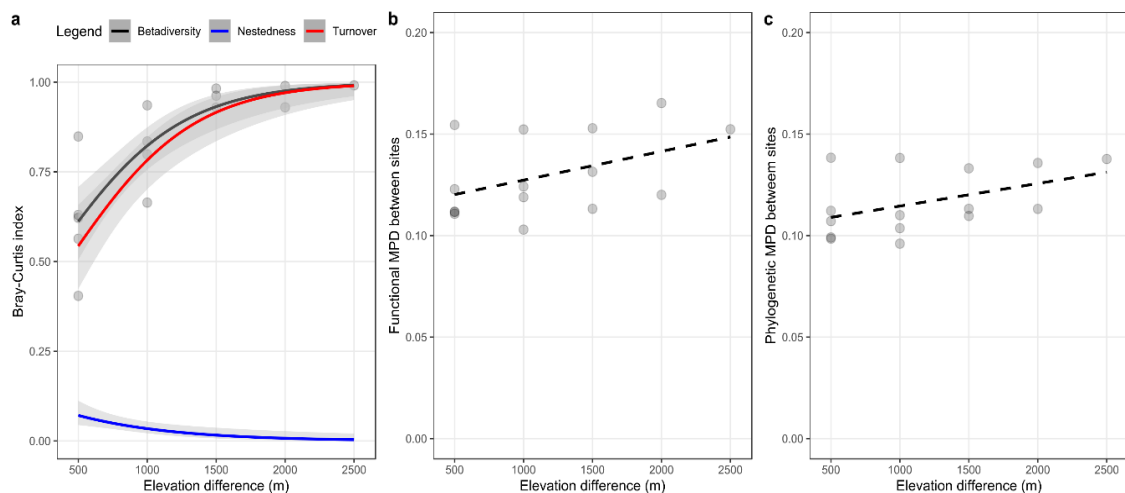 a
Legend
Betadiversity
Nestedness
Turnover
Bray-Curtis index
1.00
0.75
0.50
0.25
0.00
500
1000
1500
2000
2500
Elevation difference (m)
b
Functional MPD between sites
0.20
0.15
0.10
0.05
0.00
500
1000
1500
2000
2500
Elevation difference (m)
c
Phylogenetic MPD betweem sites
0.20
0.15
0.10
0.05
0.00
500
1000
1500
2000
2500
Elevation difference (m)